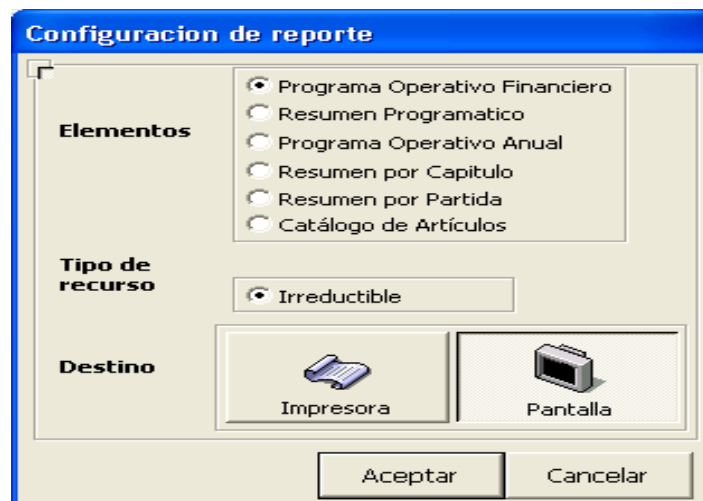 Configuracion de reporte
Elementos
Programa Operativo Financiero
Resumen Programatico
Programa Operativo Anual
Resumen por Capitulo
Resumen por Partida
Catálogo de Artículos
Tipo de
recurso
Irreductible
Destino
Impresora
Pantalla
Aceptar
Cancelar